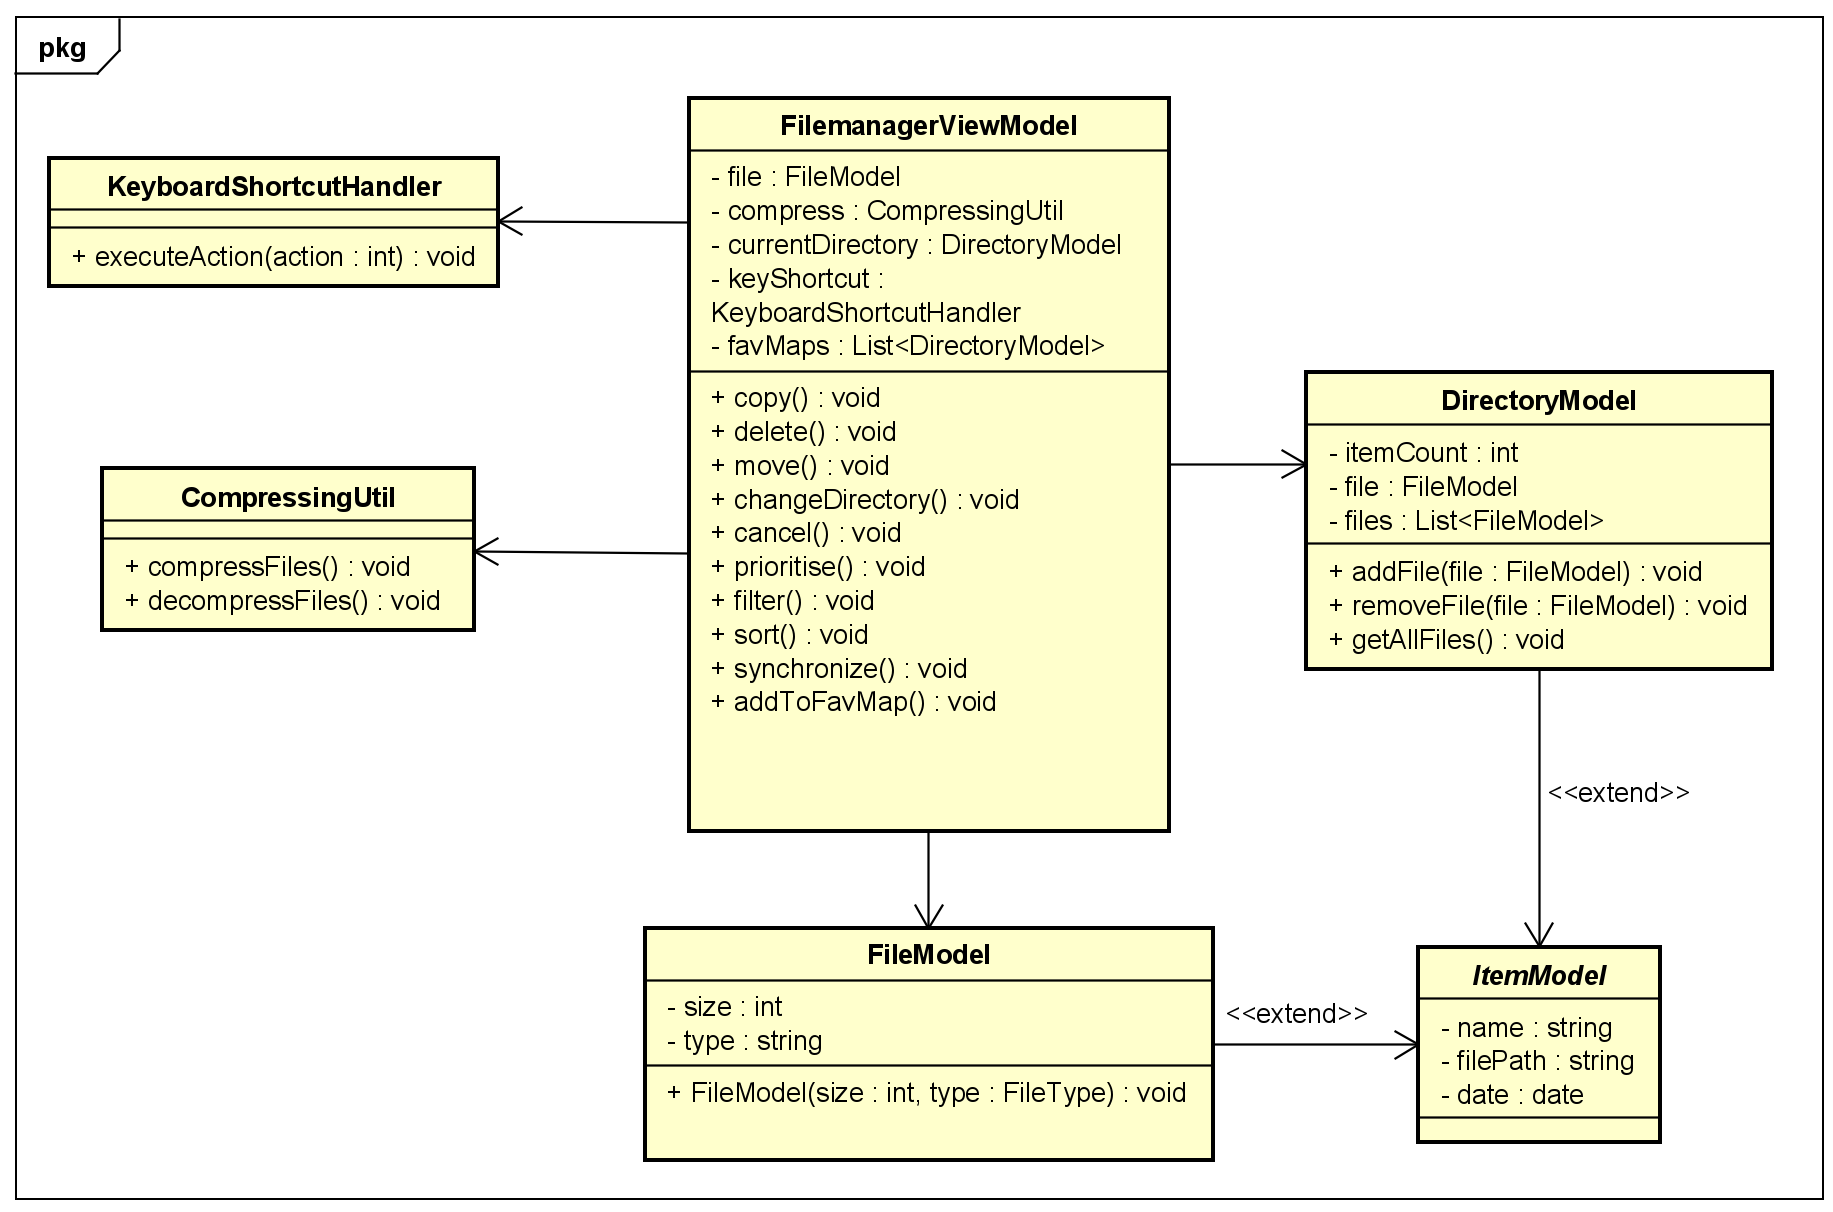 pkg
FilemanagerViewModel
- file : FileModel
- compress : CompressingUtil
- currentDirectory : DirectoryModel
- keyShortcut :
KeyboardShortcutHandler
- favMaps : List<DirectoryModel>
+ copy() : void
+ delete() : void
+ move() : void
+ changeDirectory() : void
+ cancel() : void
+ prioritise() : void
+ filter() : void
+ sort() : void
+ synchronize() : void
+ addToFavMap() : void
KeyboardShortcutHandler
+ executeAction(action : int) : void
CompressingUtil
+ compressFiles() : void
+ decompressFiles() : void
DirectoryModel
- itemCount : int
- file : FileModel
- files : List<FileModel>
+ addFile(file : FileModel) : void
+ removeFile(file : FileModel) : void
+ getAllFiles() : void
<<extend>>
FileModel
- size : int
- type : string
+ FileModel(size : int, type : FileType) : void
<<extend>>
ItemModel
- name : string
- filePath : string
- date : date